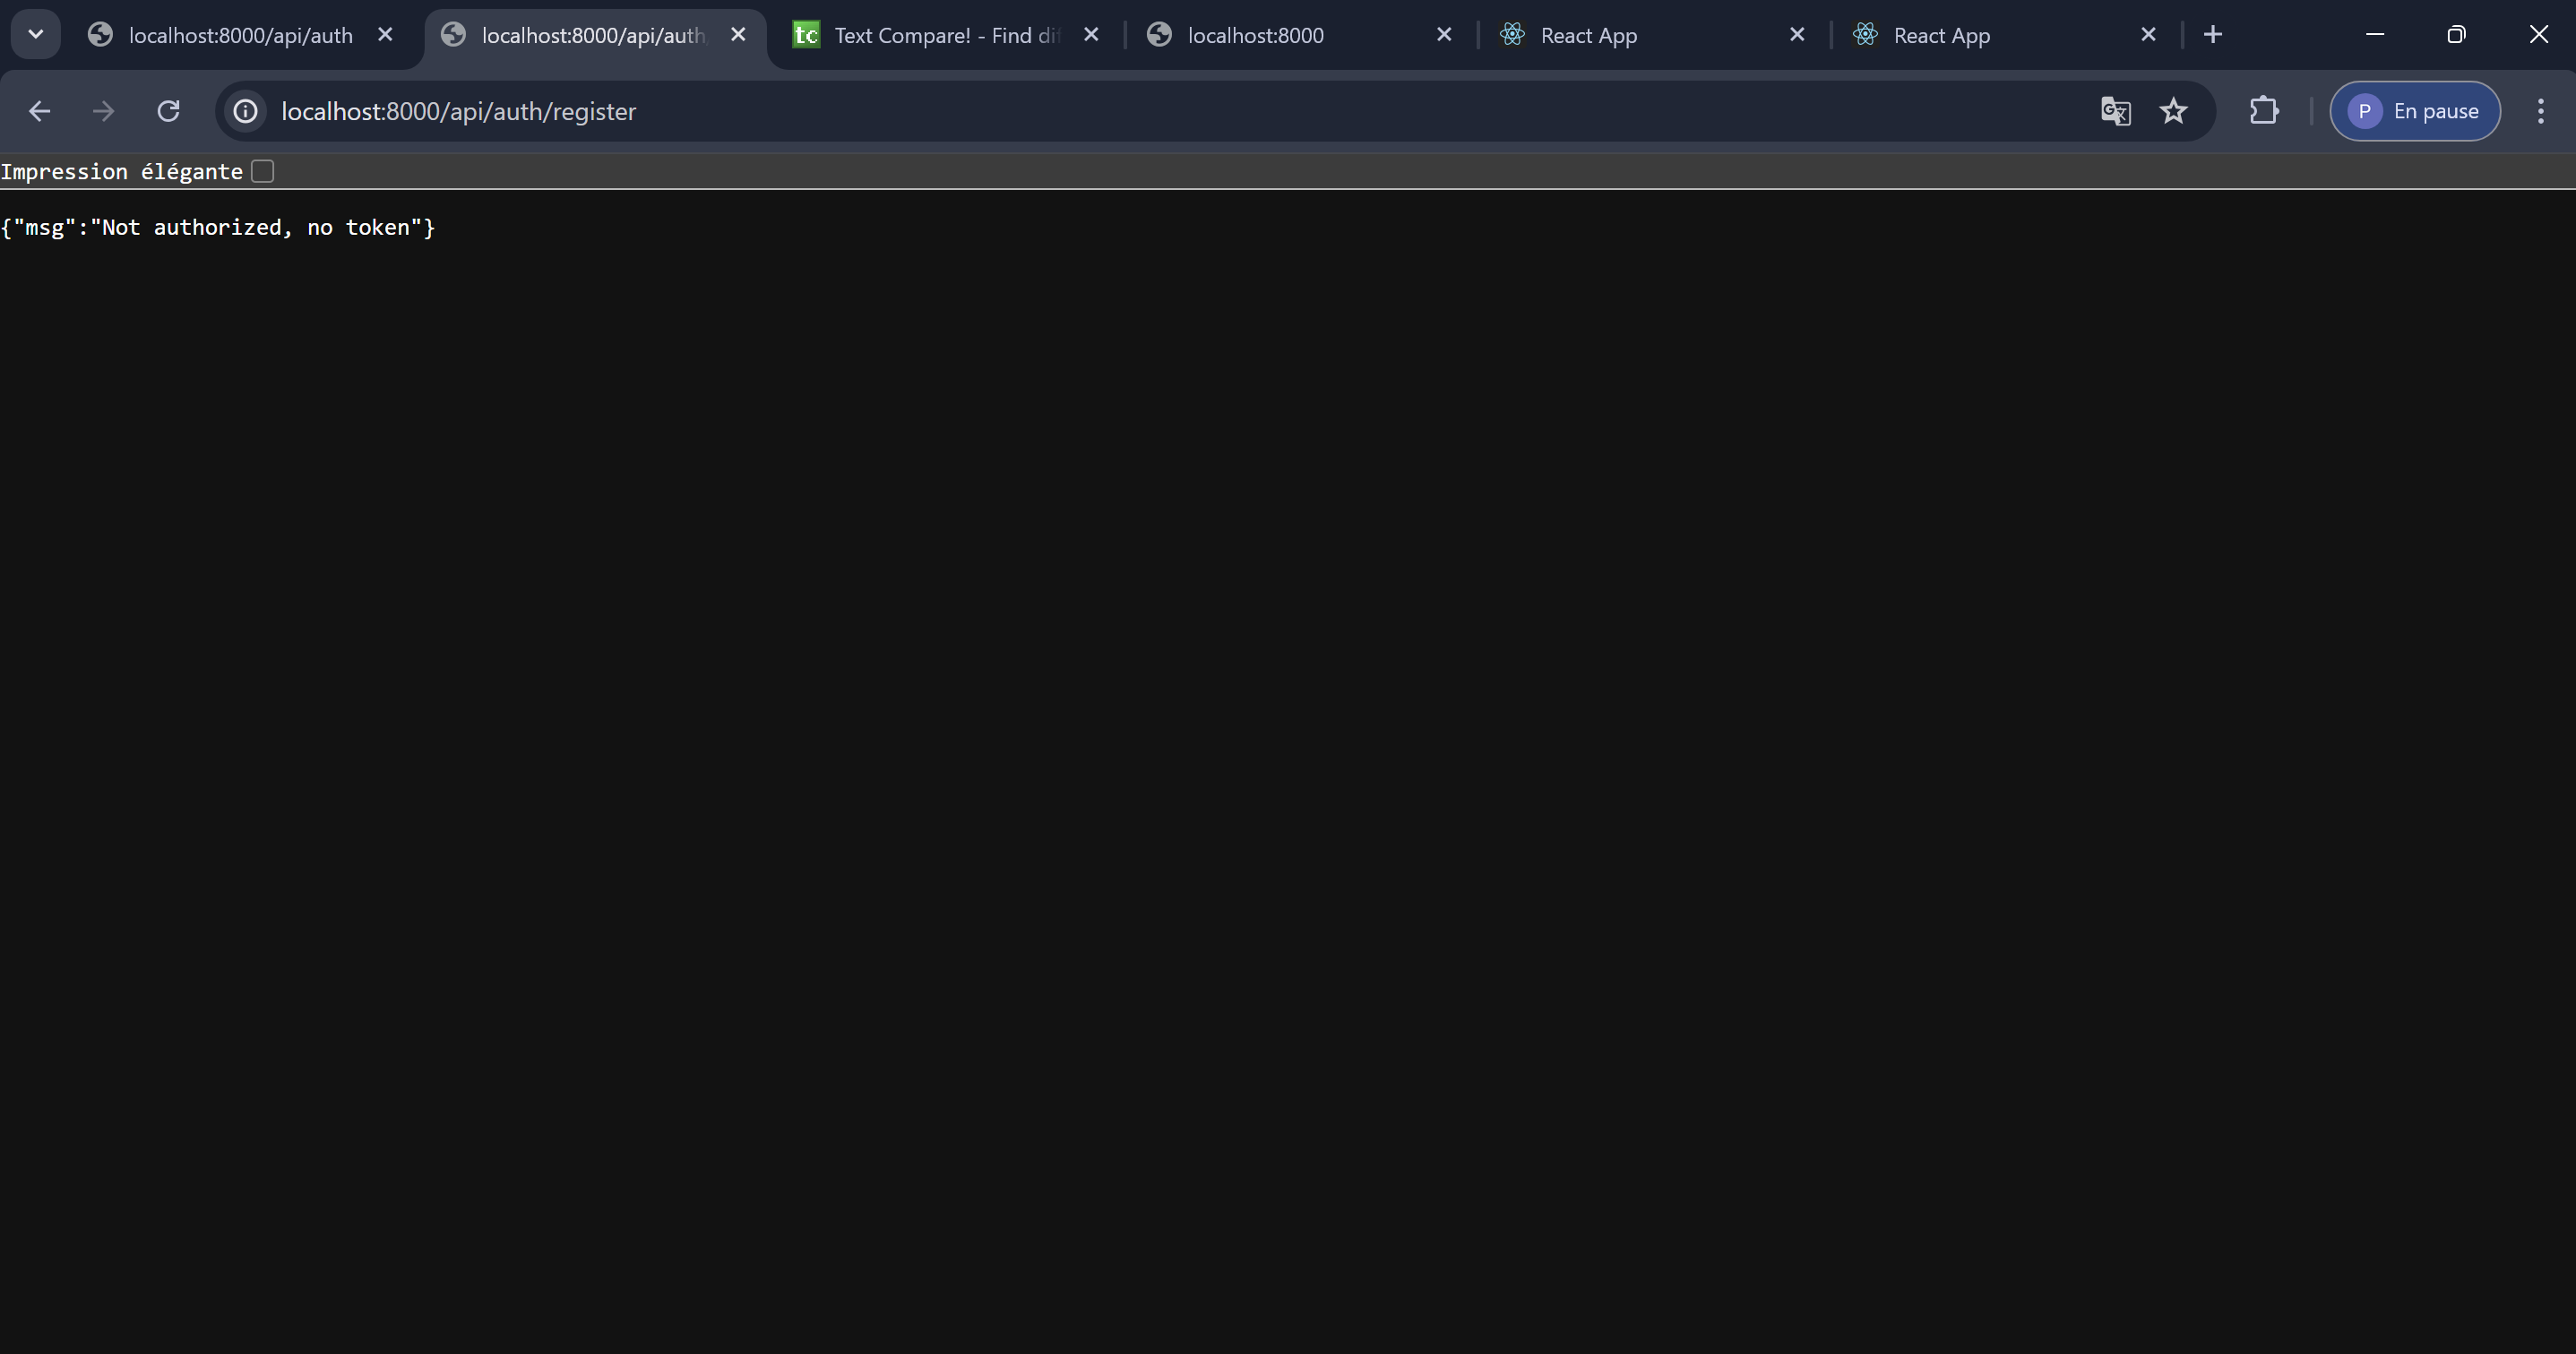 localhost:8000/api/auth
localhost:8000/api/auth
Text Compare! - Find di
localhost:8000
React App
React App
localhost:8000/api/auth/register
P
En pause
Impression élégante
{"msg":"Not authorized, no token"}